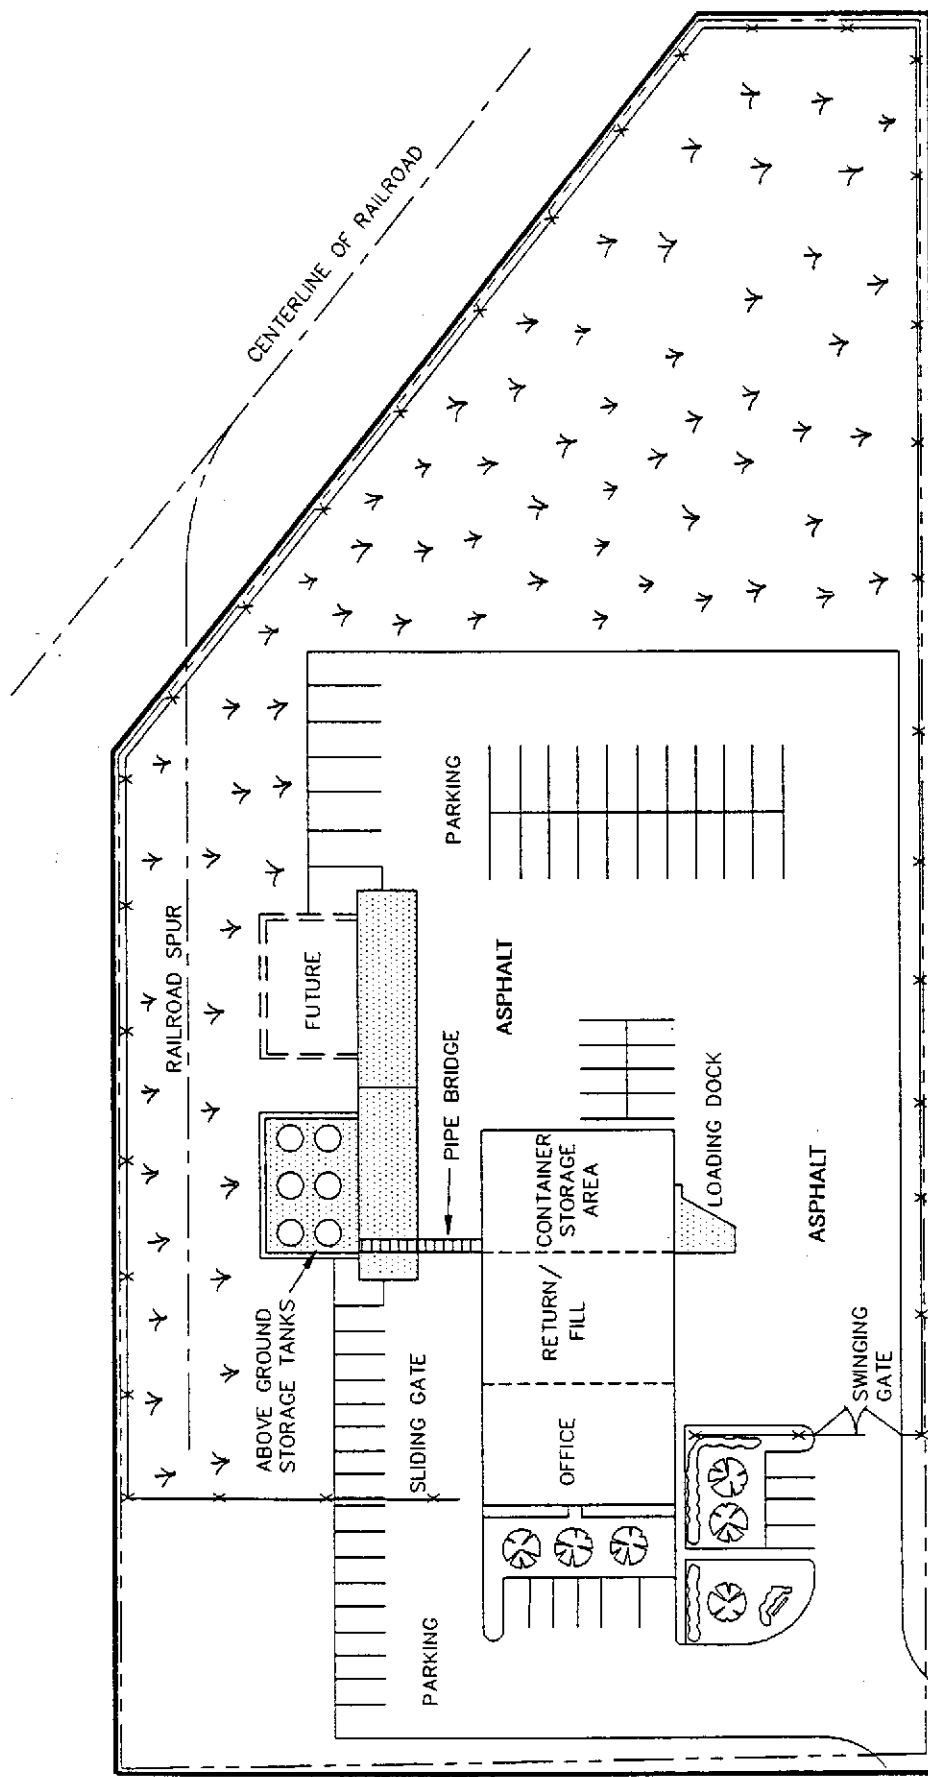 CENTERLINE OF RAILROAD
RAILROAD SPUR
ABOVE GROUND
STORAGE TANKS
FUTURE
PARKING
SLIDING GATE
PIPE BRIDGE
ASPHALT
PARKING
OFFICE
RETURN/
FILL
CONTAINER
STORAGE
AREA
LOADING DOCK
ASPHALT
SWINGING
GATE